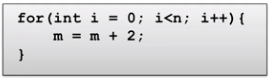 for(int i = 0; i<n; i++){
    m = m + 2;
}